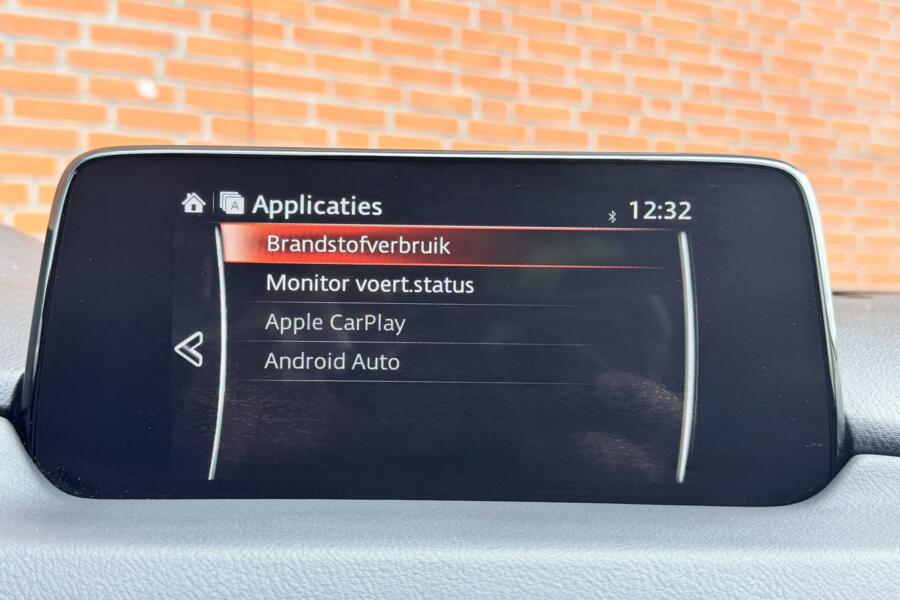 A Applicaties 12:32
Brandstofverbruik
Monitor voert.status
Apple CarPlay
Android Auto